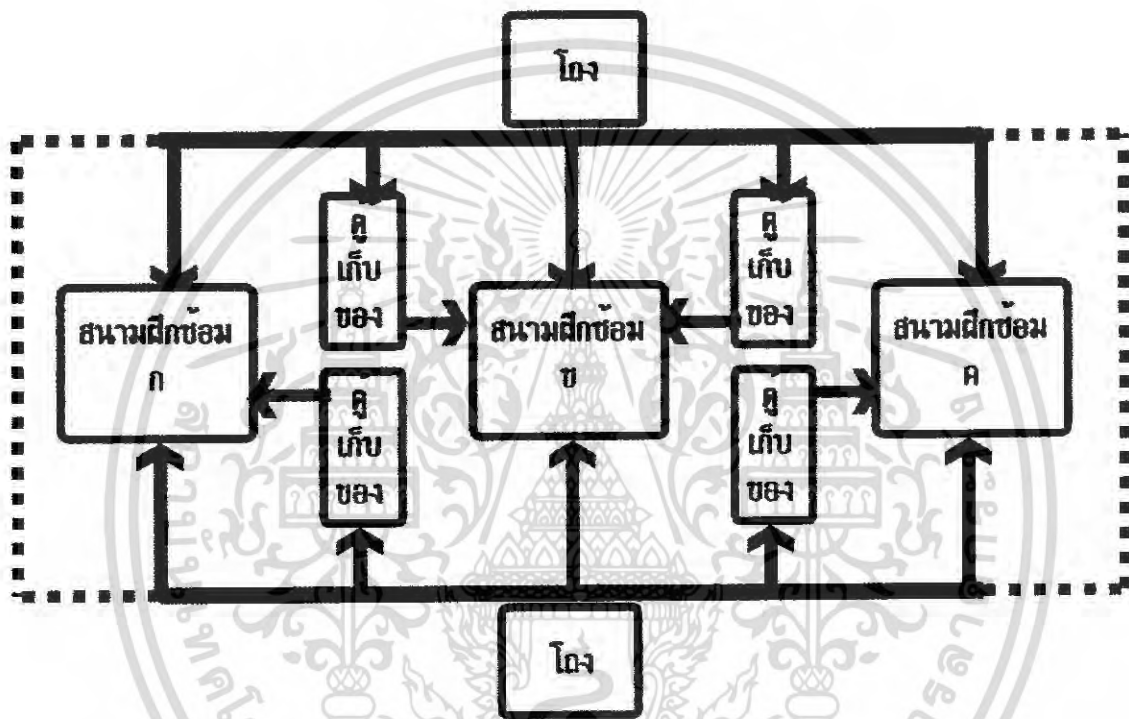 โถง
ตู้
เก็บ
ของ
ตู้
เก็บ
ของ
สนามฝึกซ้อม
ก
สนามฝึกซ้อม
ข
สนามฝึกซ้อม
ค
ตู้
เก็บ
ของ
ตู้
เก็บ
ของ
โถง